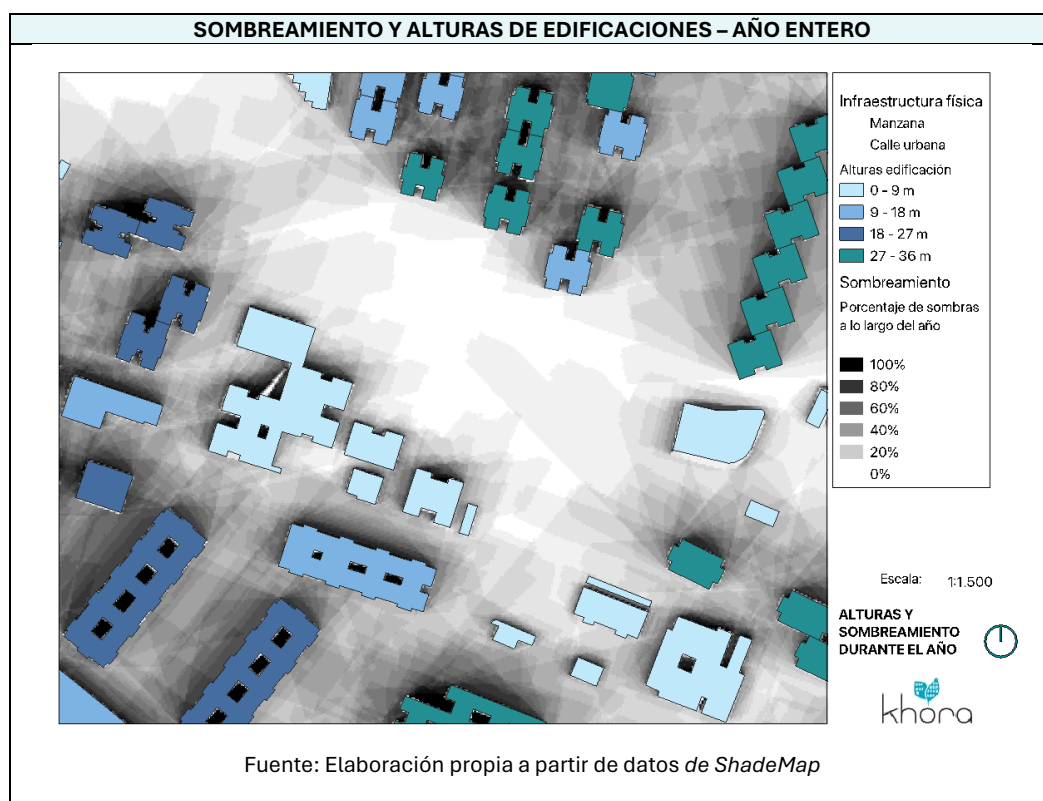 SOMBREAMIENTO Y ALTURAS DE EDIFICACIONES – AÑO ENTERO
Infraestructura física
Manzana
Calle urbana
Alturas edificación
0 - 9 m
9 - 18 m
18 - 27 m
27 - 36 m
Sombreamiento
Porcentaje de sombras
a lo largo del año
100%
80%
60%
40%
20%
0%
Escala: 1:1.500
ALTURAS Y
SOMBREAMIENTO
DURANTE EL AÑO
khora
Fuente: Elaboración propia a partir de datos de ShadeMap